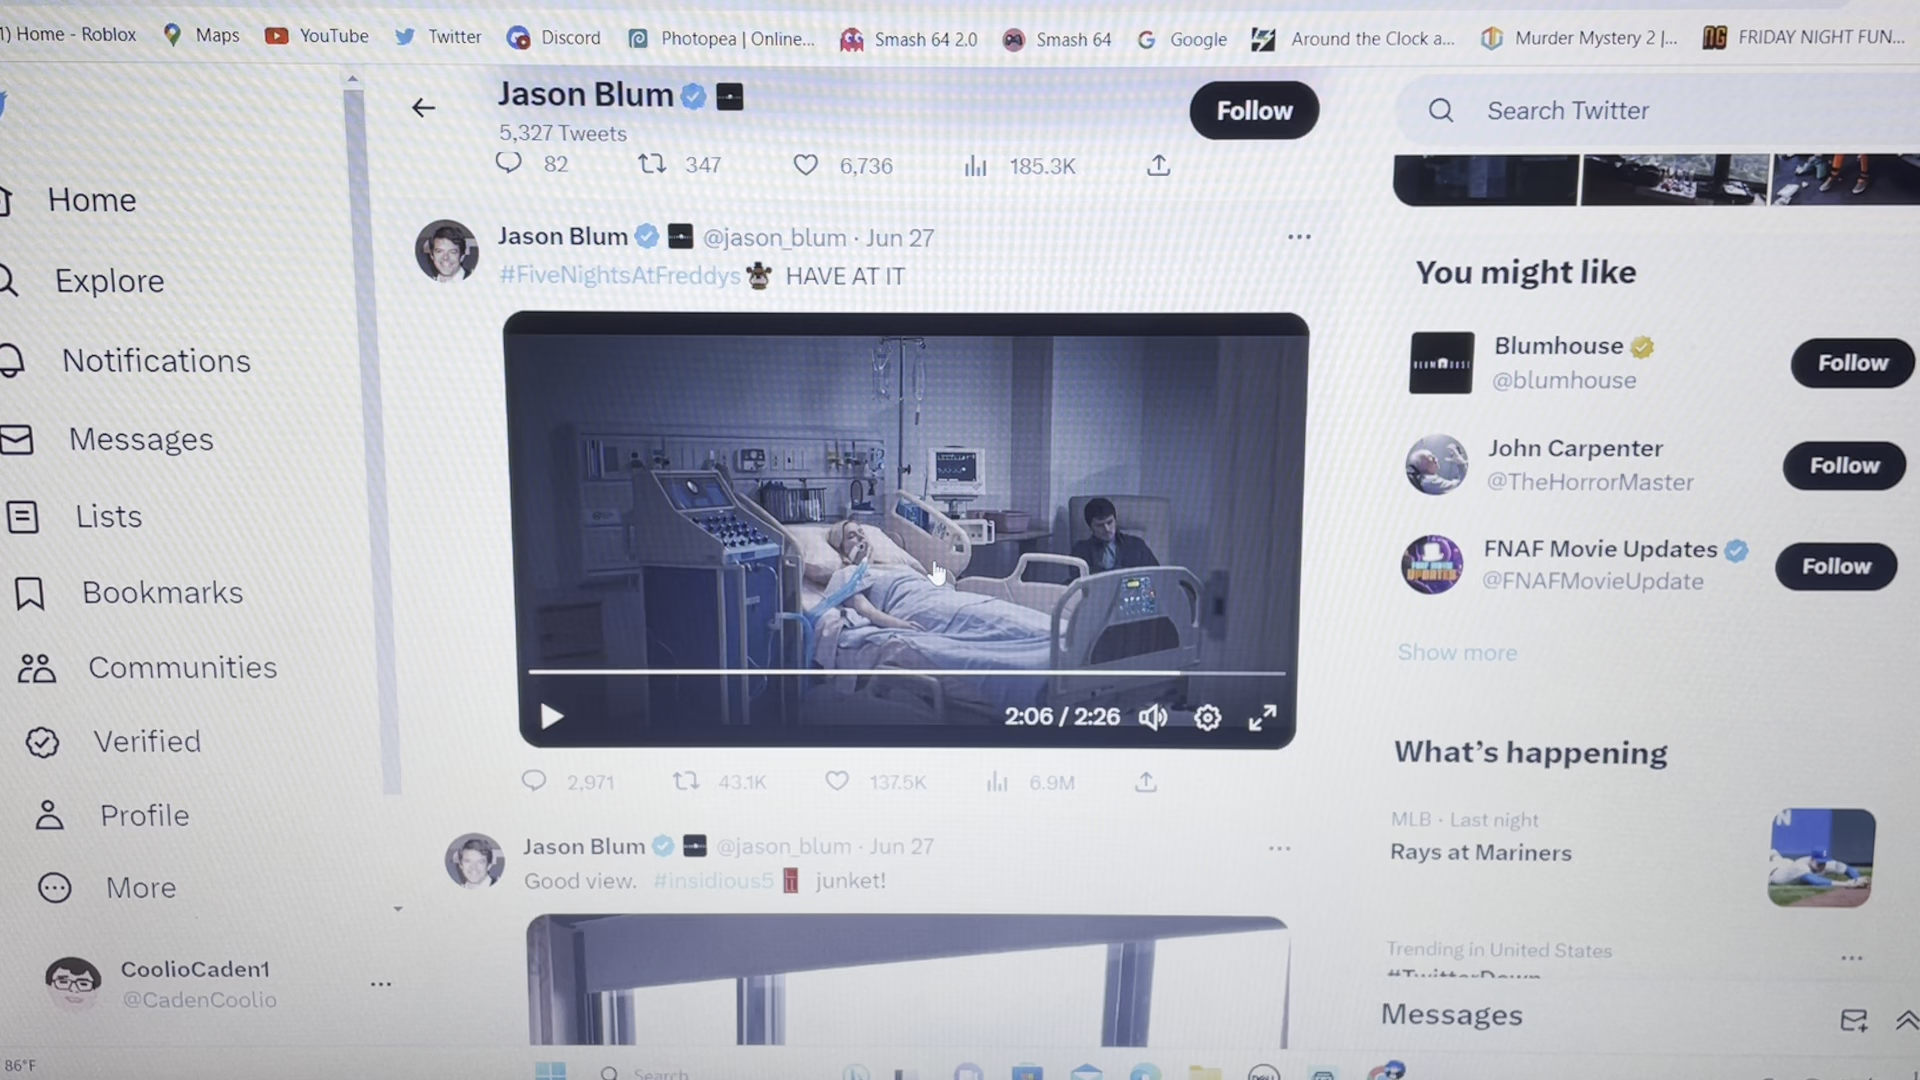 1) Home - Roblox
Maps
YouTube
Twitter
Discord
Photopea | Online...
Smash 64 2.0
Smash 64
Google
Around the Clock a...
Murder Mystery 2 |...
FRIDAY NIGHT FUN...
Jason Blum
5,327 Tweets
Follow
Search Twitter
82
347
6,736
185.3K
Home
Explore
Notifications
Messages
Lists
Bookmarks
Communities
Verified
Profile
More
CoolioCaden1
@CadenCoolio
Jason Blum @jason_blum · Jun 27
#FiveNightsAtFreddys HAVE AT IT
2:06 / 2:26
2,971
43.1K
137.5K
6.9M
Jason Blum @jason_blum · Jun 27
Good view. #insidious5 junket!
You might like
BLUMHOUSE
Blumhouse
@blumhouse
Follow
John Carpenter
@TheHorrorMaster
Follow
FNAF Movie Updates
@FNAFMovieUpdate
Follow
Show more
What's happening
MLB · Last night
Rays at Mariners
Trending in United States
#TwitterDown
Messages
86°F
Search